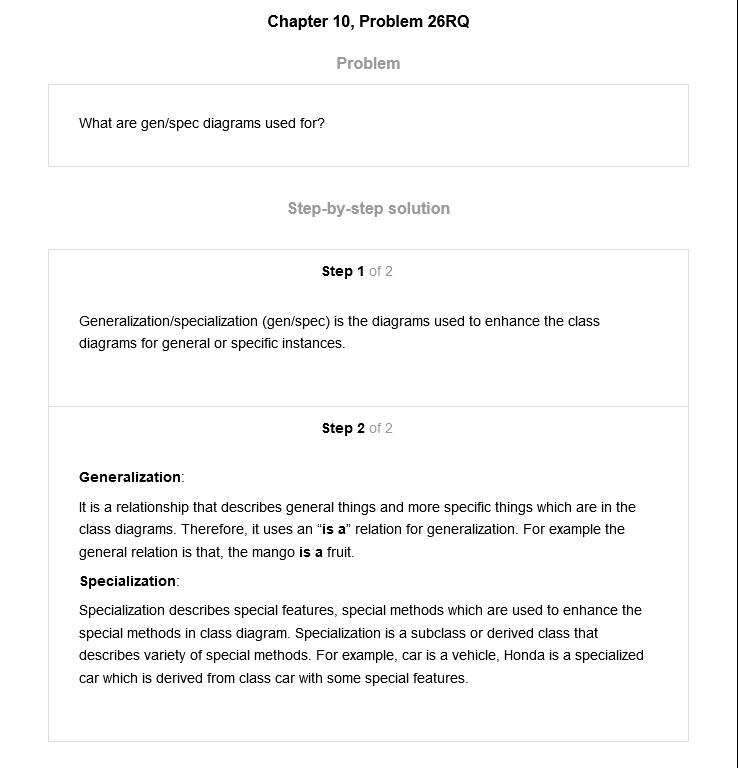 Chapter 10, Problem 26RQ
Problem
What are gen/spec diagrams used for?
Step-by-step solution
Step 1 of 2
Generalization/specialization (gen/spec) is the diagrams used to enhance the class
diagrams for general or specific instances.
Step 2 of 2
Generalization:
It is a relationship that describes general things and more specific things which are in the
class diagrams. Therefore, it uses an “is a” relation for generalization. For example the
general relation is that, the mango is a fruit.
Specialization:
Specialization describes special features, special methods which are used to enhance the
special methods in class diagram. Specialization is a subclass or derived class that
describes variety of special methods. For example, car is a vehicle, Honda is a specialized
car which is derived from class car with some special features.